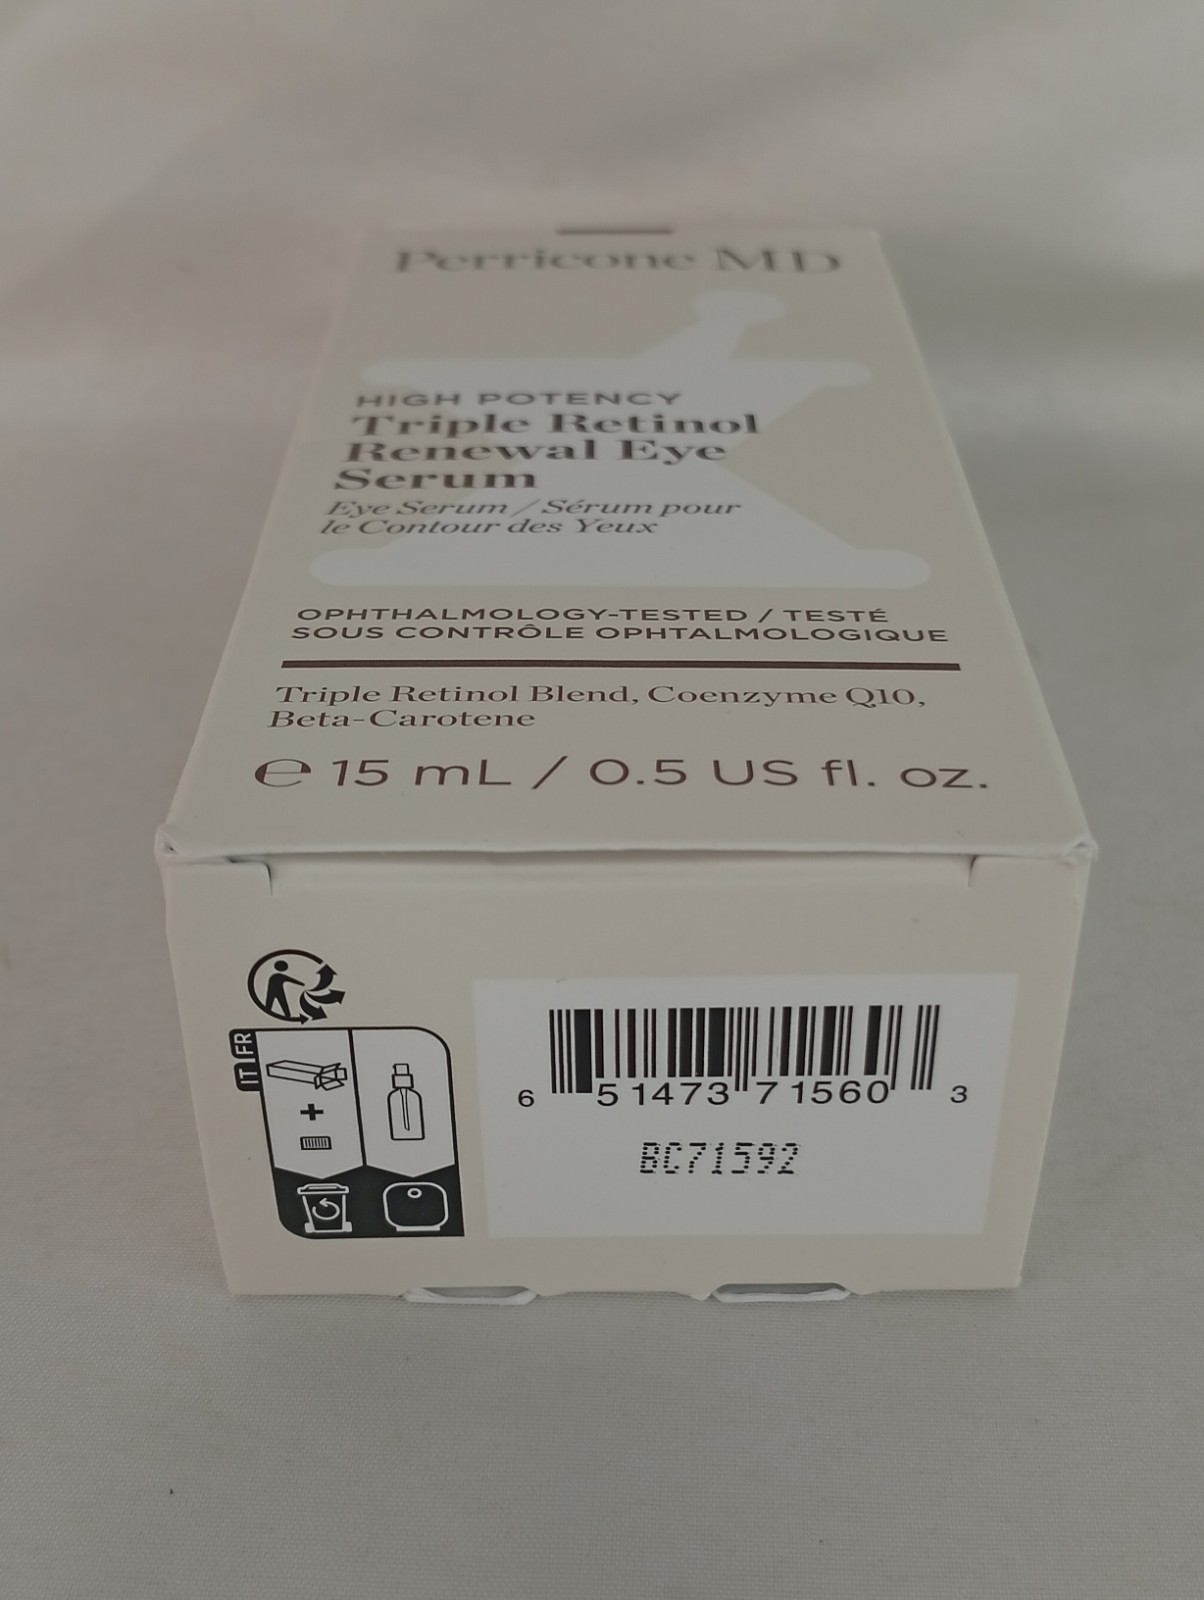 Perricone MD
HIGH POTENCY
Triple Retinol
Renewal Eye
Serum
Eye Serum / Sérum pour
le Contour des Yeux
OPHTHALMOLOGY-TESTED / TESTÉ
SOUS CONTRÔLE OPHTALMOLOGIQUE
Triple Retinol Blend, Coenzyme Q10,
Beta-Carotene
℮ 15 mL / 0.5 US fl. oz.
FR
IT
+
6 51473 71560 3
BC71592